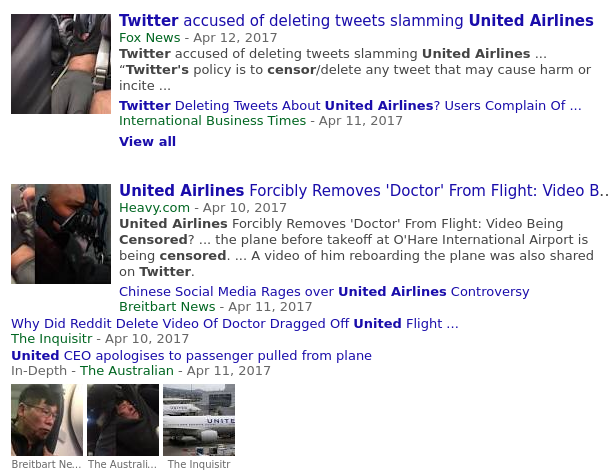 Twitter accused of deleting tweets slamming United Airlines
Fox News - Apr 12, 2017
Twitter accused of deleting tweets slamming United Airlines ...
“Twitter's policy is to censor/delete any tweet that may cause harm or
incite ...
Twitter Deleting Tweets About United Airlines? Users Complain Of ...
International Business Times - Apr 11, 2017
View all
United Airlines Forcibly Removes 'Doctor' From Flight: Video B...
Heavy.com - Apr 10, 2017
United Airlines Forcibly Removes 'Doctor' From Flight: Video Being
Censored? ... the plane before takeoff at O'Hare International Airport is
being censored. ... A video of him reboarding the plane was also shared
on Twitter.
Chinese Social Media Rages over United Airlines Controversy
Breitbart News - Apr 11, 2017
Why Did Reddit Delete Video Of Doctor Dragged Off United Flight ...
The Inquisitr - Apr 10, 2017
United CEO apologises to passenger pulled from plane
In-Depth - The Australian - Apr 11, 2017
UNITE
Breitbart Ne... The Australi... The Inquisitr